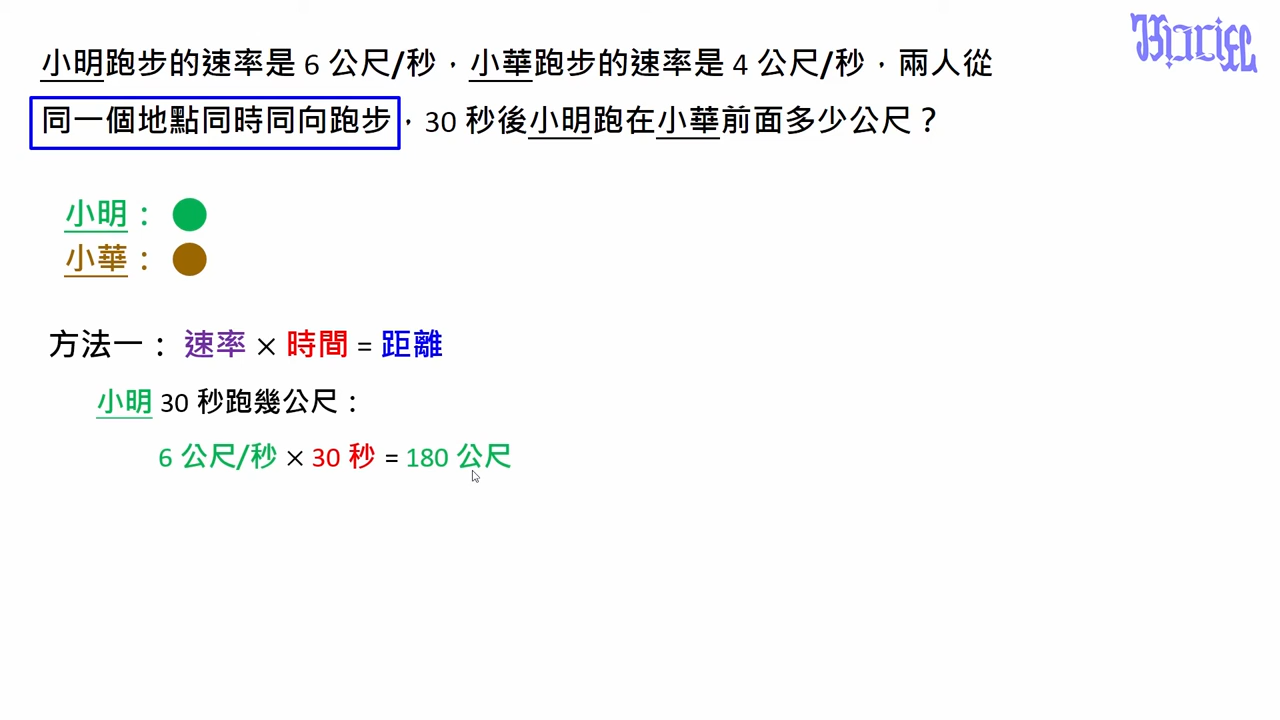 小明跑步的速率是 6 公尺/秒，小華跑步的速率是 4 公尺/秒，兩人從
同一個地點同時同向跑步，30 秒後小明跑在小華前面多少公尺？
小明：
小華：
方法一： 速率 × 時間 = 距離
小明 30 秒跑幾公尺：
6 公尺/秒 × 30 秒 = 180 公尺